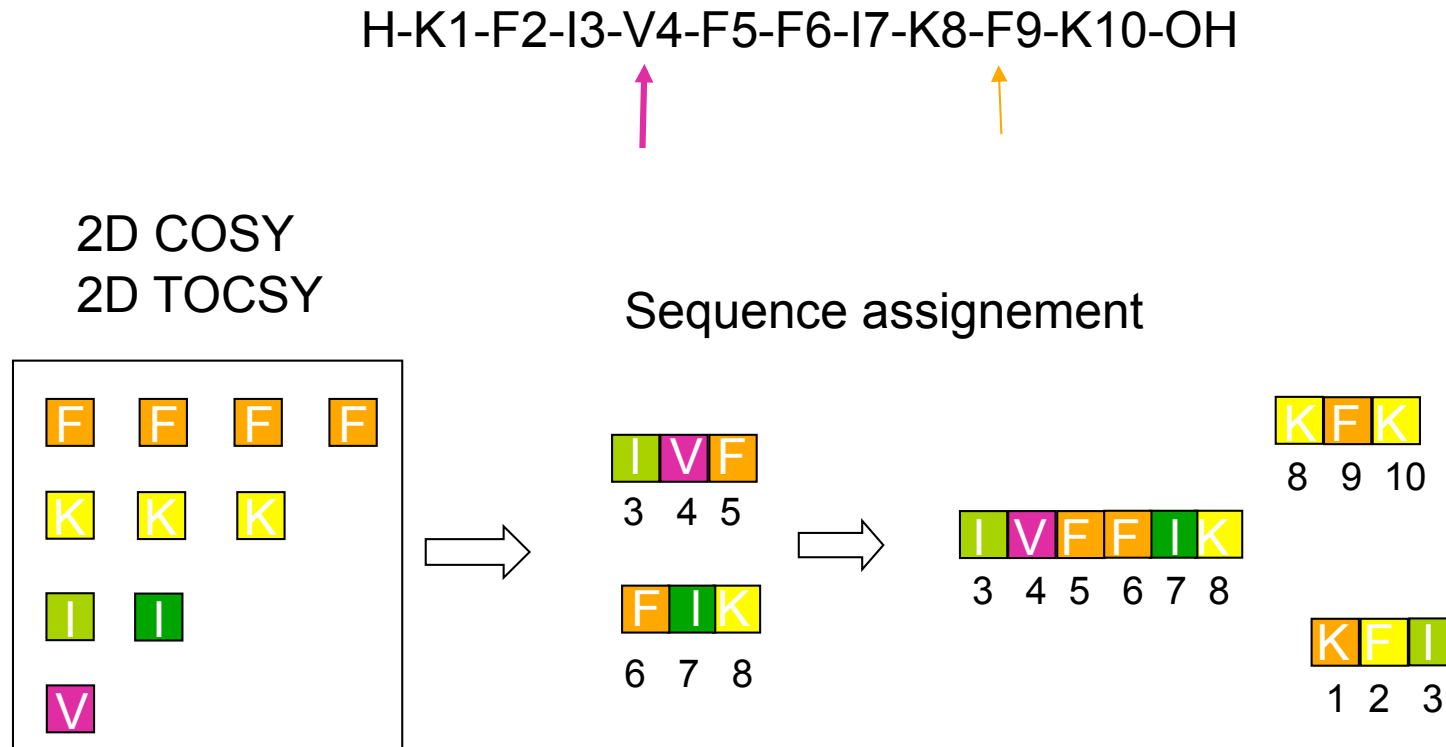 H-K1-F2-I3-V4-F5-F6-I7-K8-F9-K10-OH
2D COSY
2D TOCSY
Sequence assignement
F F F F
K K K
I I
V
I V F
3 4 5
F I K
6 7 8
I V F F I K
3 4 5 6 7 8
K F K
8 9 10
K F I
1 2 3